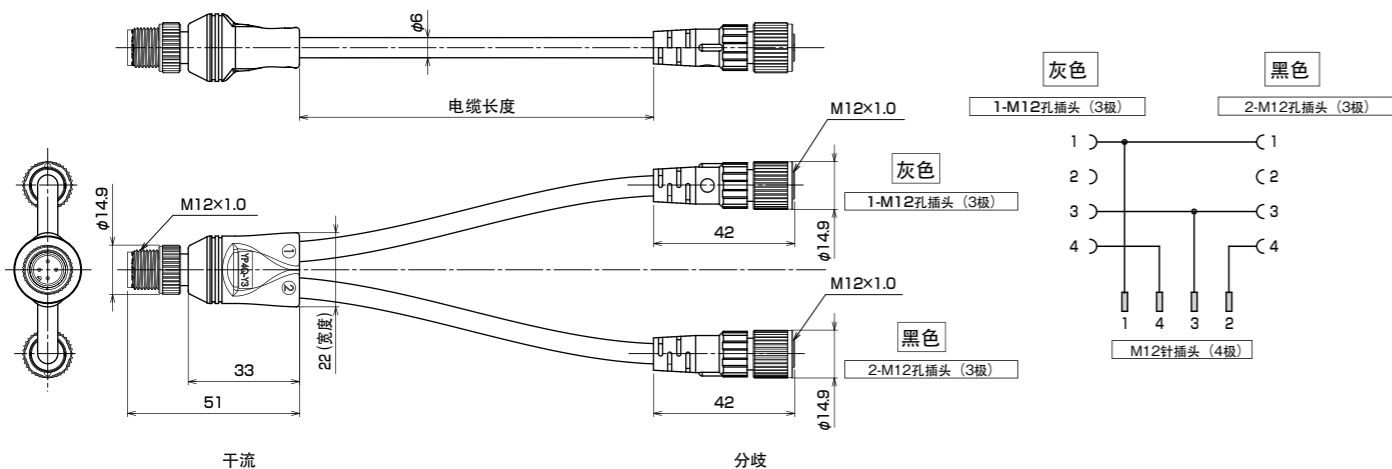 φ6
电缆长度
M12×1.0
灰色
1-M12孔插头（3极）
φ14.9
42
φ14.9
M12×1.0
①
YP4Q-Y3
②
22（宽度）
33
51
M12×1.0
黑色
2-M12孔插头（3极）
φ14.9
42
干流
分歧
灰色
黑色
1-M12孔插头（3极）
2-M12孔插头（3极）
1 1
2 2
3 3
4 4
1 4 3 2
M12针插头（4极）